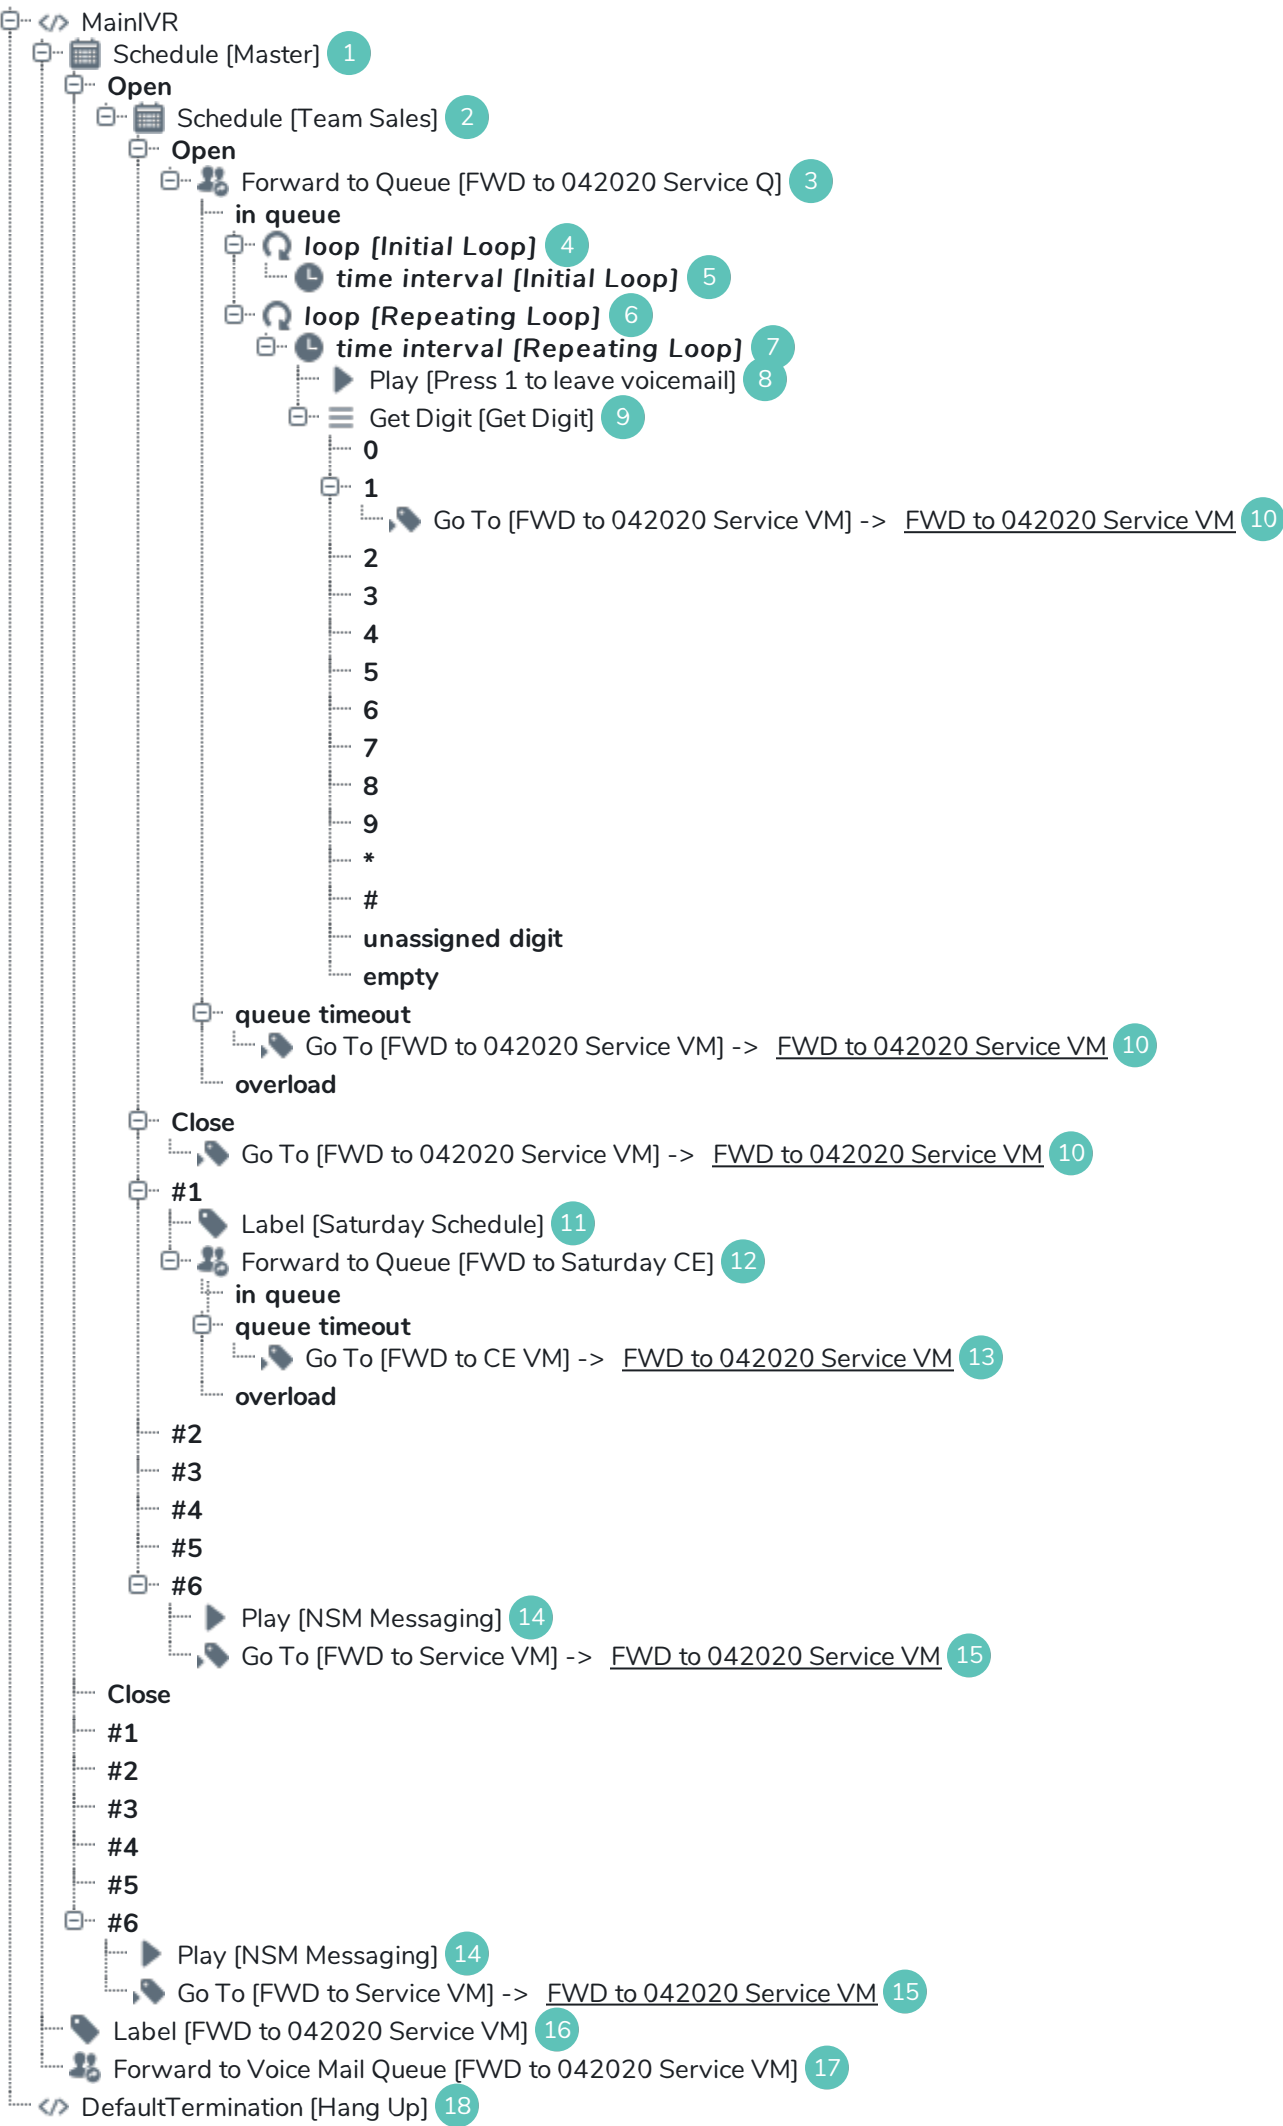 MainIVR
Schedule [Master] 1
Open
Schedule [Team Sales] 2
Open
Forward to Queue [FWD to 042020 Service Q] 3
in queue
loop [Initial Loop] 4
time interval [Initial Loop] 5
loop [Repeating Loop] 6
time interval [Repeating Loop] 7
Play [Press 1 to leave voicemail] 8
Get Digit [Get Digit] 9
0
1
Go To [FWD to 042020 Service VM] -> FWD to 042020 Service VM 10
2
3
4
5
6
7
8
9
*
#
unassigned digit
empty
queue timeout
Go To [FWD to 042020 Service VM] -> FWD to 042020 Service VM 10
overload
Close
Go To [FWD to 042020 Service VM] -> FWD to 042020 Service VM 10
#1
Label [Saturday Schedule] 11
Forward to Queue [FWD to Saturday CE] 12
in queue
queue timeout
Go To [FWD to CE VM] -> FWD to 042020 Service VM 13
overload
#2
#3
#4
#5
#6
Play [NSM Messaging] 14
Go To [FWD to Service VM] -> FWD to 042020 Service VM 15
Close
#1
#2
#3
#4
#5
#6
Play [NSM Messaging] 14
Go To [FWD to Service VM] -> FWD to 042020 Service VM 15
Label [FWD to 042020 Service VM] 16
Forward to Voice Mail Queue [FWD to 042020 Service VM] 17
DefaultTermination [Hang Up] 18